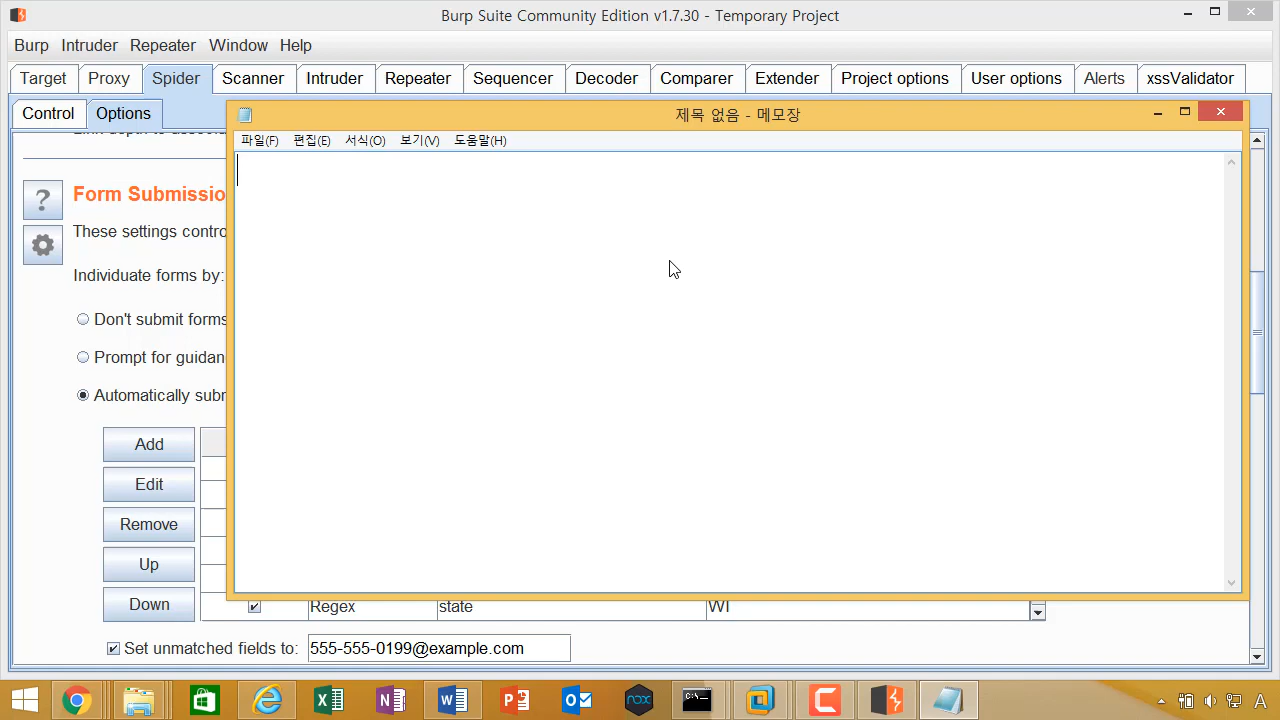 Burp Suite Community Edition v1.7.30 - Temporary Project
Burp Intruder Repeater Window Help
Target Proxy Spider Scanner Intruder Repeater Sequencer Decoder Comparer Extender Project options User options Alerts xssValidator
Control Options
제목 없음 - 메모장
파일(F) 편집(E) 서식(O) 보기(V) 도움말(H)
?
Form Submissio
These settings contro
Individuate forms by:
Don't submit forms
Prompt for guidan
Automatically subr
Add
Edit
Remove
Up
Down
Regex state WI
Set unmatched fields to: 555-555-0199@example.com
nox
C:\
A